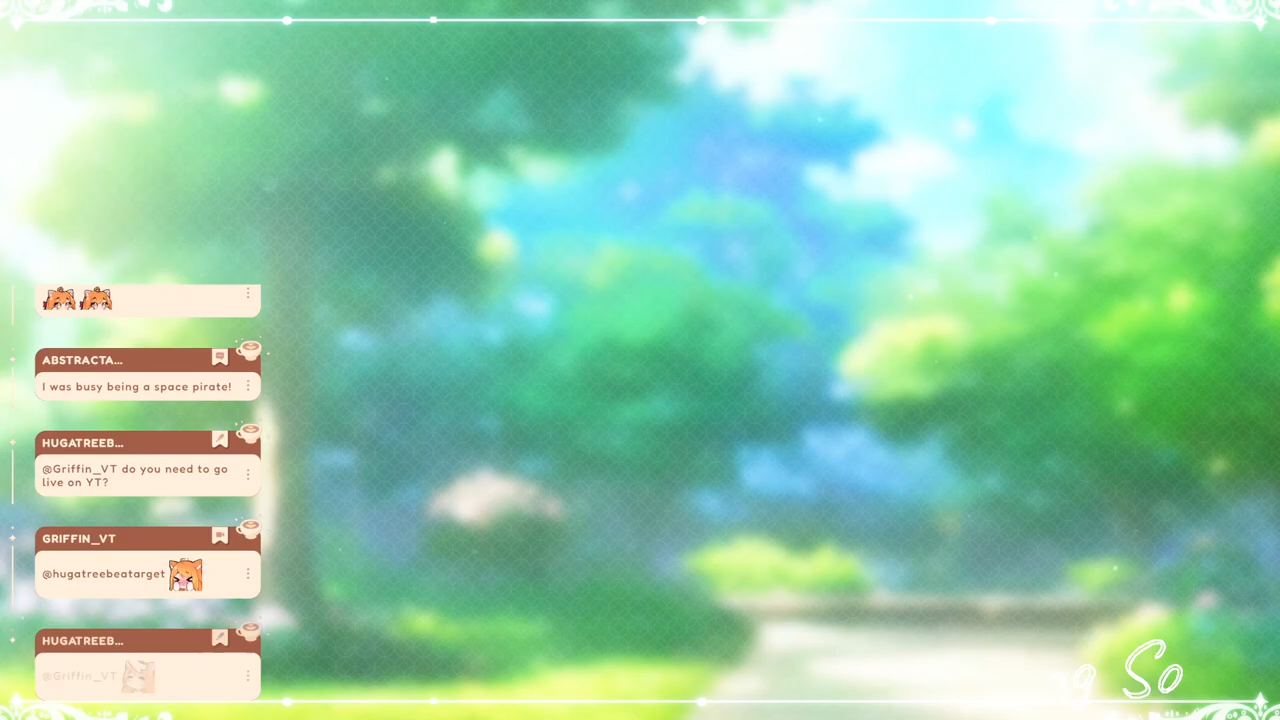 ABSTRACTA...
I was busy being a space pirate!
HUGATREEB...
@Griffin_VT do you need to go
live on YT?
GRIFFIN_VT
@hugatreebeatarget
HUGATREEB...
@Griffin_VT
So